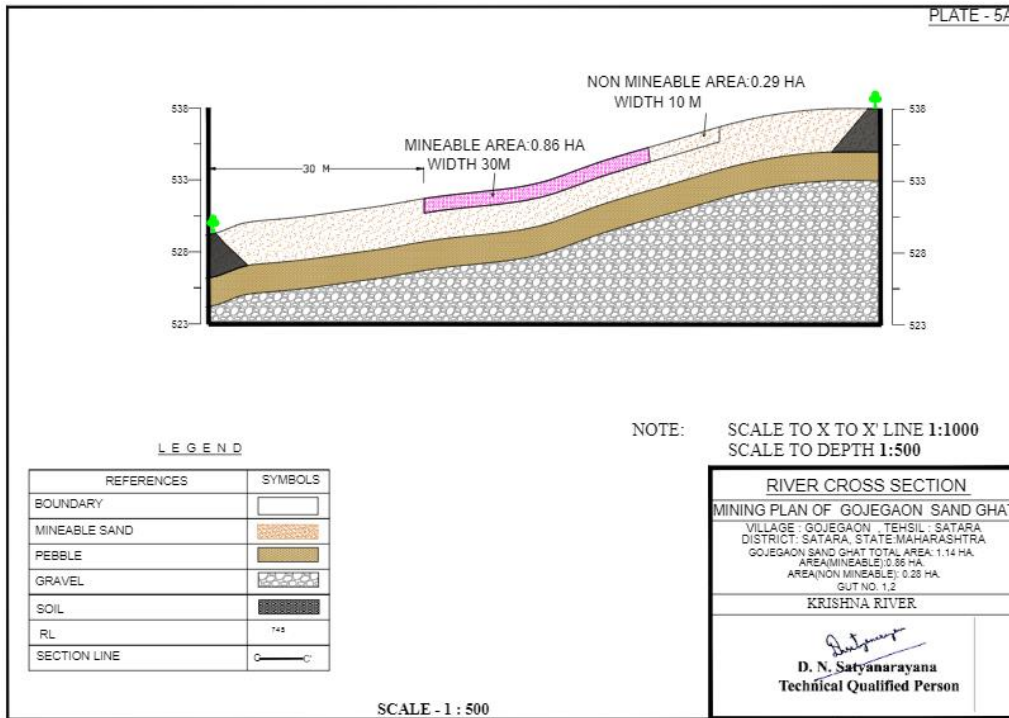 PLATE - 5A
NON MINEABLE AREA:0.29 HA
WIDTH 10 M
538
538
MINEABLE AREA:0.86 HA
WIDTH 30M
30 M
533
533
528
528
523
523
NOTE: SCALE TO X TO X' LINE 1:1000
SCALE TO DEPTH 1:500
LEGEND
REFERENCES SYMBOLS
BOUNDARY
MINEABLE SAND
PEBBLE
GRAVEL
SOIL
RL 745
SECTION LINE C C'
RIVER CROSS SECTION
MINING PLAN OF GOJEGAON SAND GHAT
VILLAGE : GOJEGAON , TEHSIL : SATARA
DISTRICT: SATARA, STATE:MAHARASHTRA
GOJEGAON SAND GHAT TOTAL AREA: 1.14 HA.
AREA(MINEABLE):0.86 HA.
AREA(NON MINEABLE): 0.28 HA.
GUT NO. 1,2
KRISHNA RIVER
D. N. Satyanarayana
Technical Qualified Person
SCALE - 1 : 500